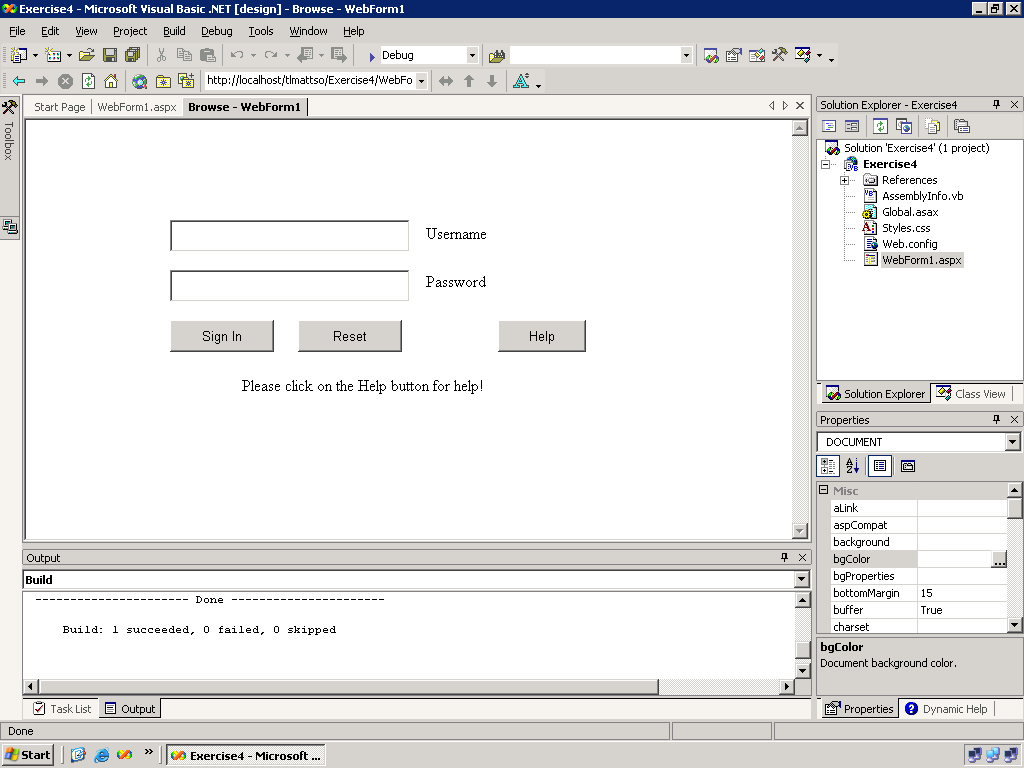 Exercise4 - Microsoft Visual Basic .NET [design] - Browse - WebForm1
File Edit View Project Build Debug Tools Window Help
Debug
http://localhost/tlmattso/Exercise4/WebFo
Start Page WebForm1.aspx Browse - WebForm1
Toolbox
Username
Password
Sign In Reset Help
Please click on the Help button for help!
Solution Explorer - Exercise4
Solution 'Exercise4' (1 project)
Exercise4
References
AssemblyInfo.vb
Global.asax
Styles.css
Web.config
WebForm1.aspx
Solution Explorer Class View
Properties
DOCUMENT
Misc
aLink
aspCompat
background
bgColor
bgProperties
bottomMargin 15
buffer True
charset
bgColor
Document background color.
Properties Dynamic Help
Output
Build
---------------------- Done ----------------------
Build: 1 succeeded, 0 failed, 0 skipped
Task List Output
Done
Start Exercise4 - Microsoft ...